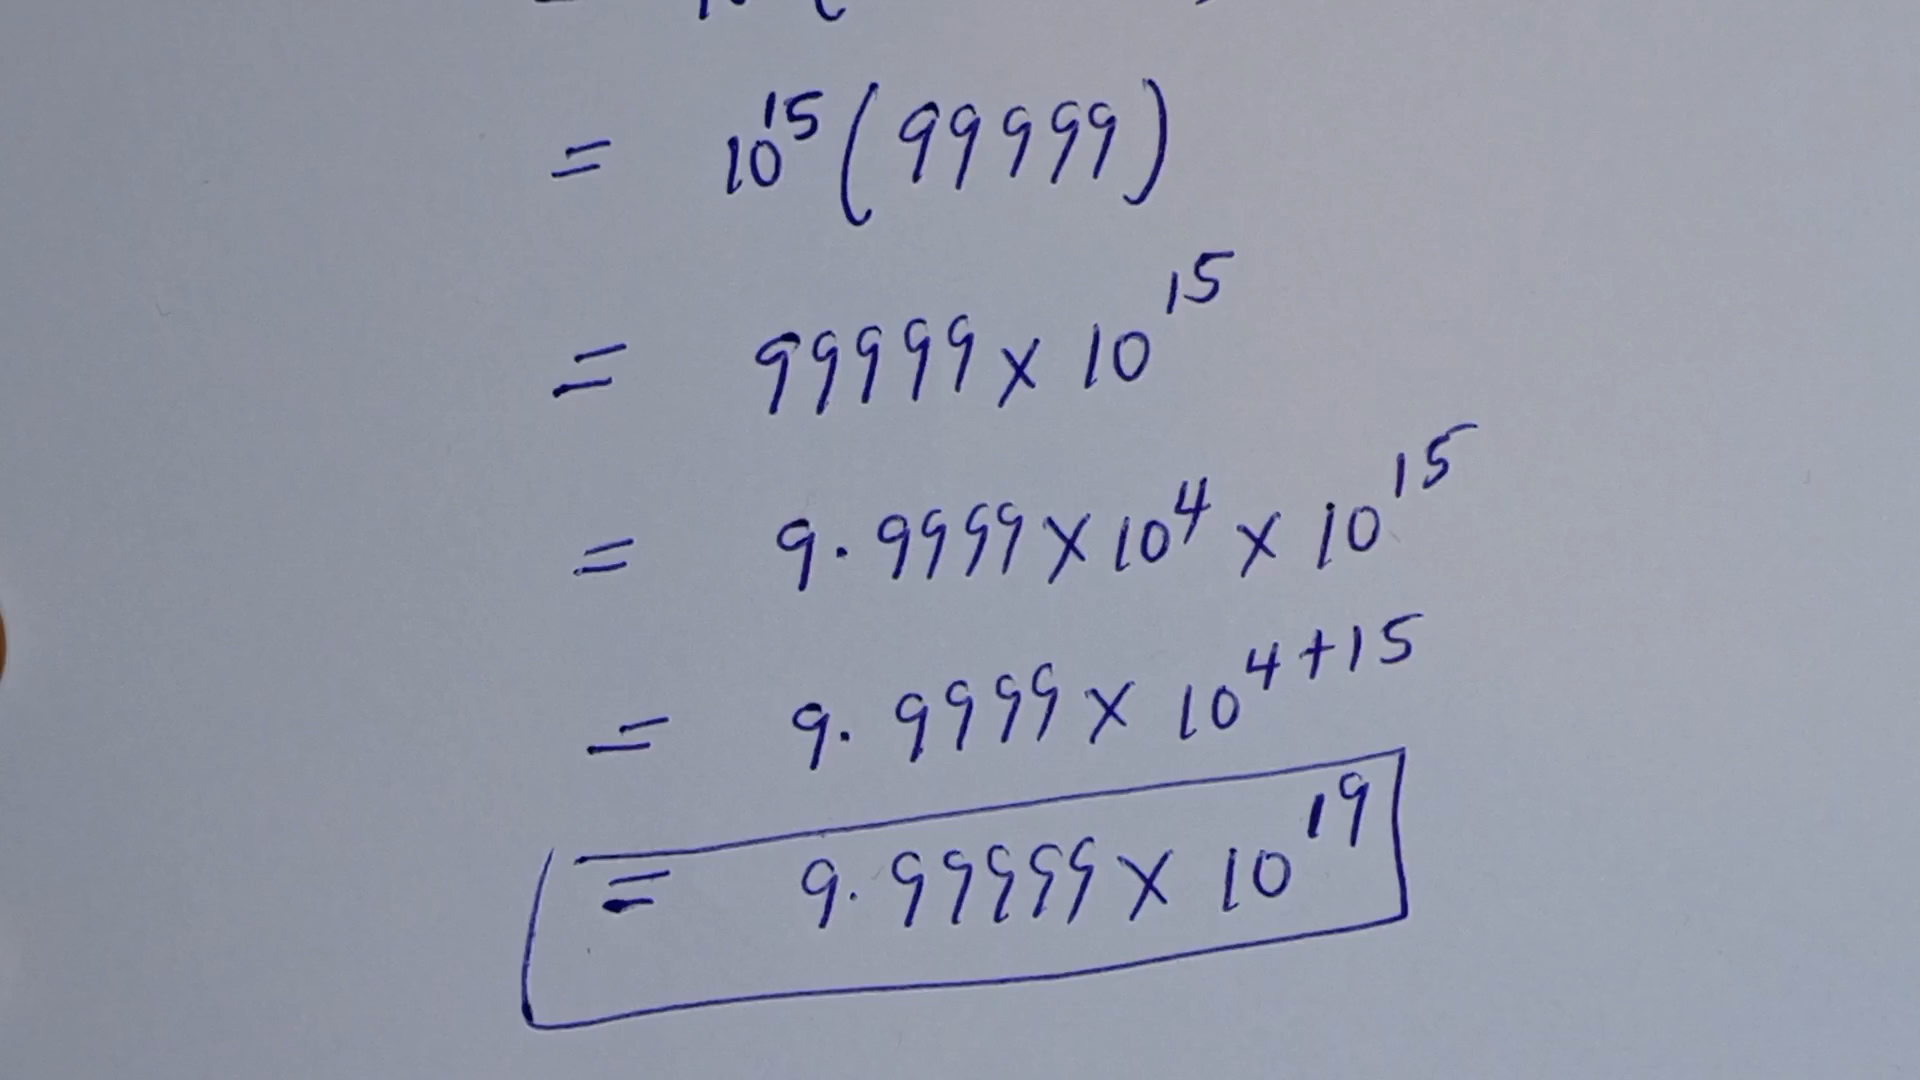 = 10^15 (99999)
= 99999 x 10^15
= 9.9999 x 10^4 x 10^15
= 9.9999 x 10^4+15
= 9.99999 x 10^19